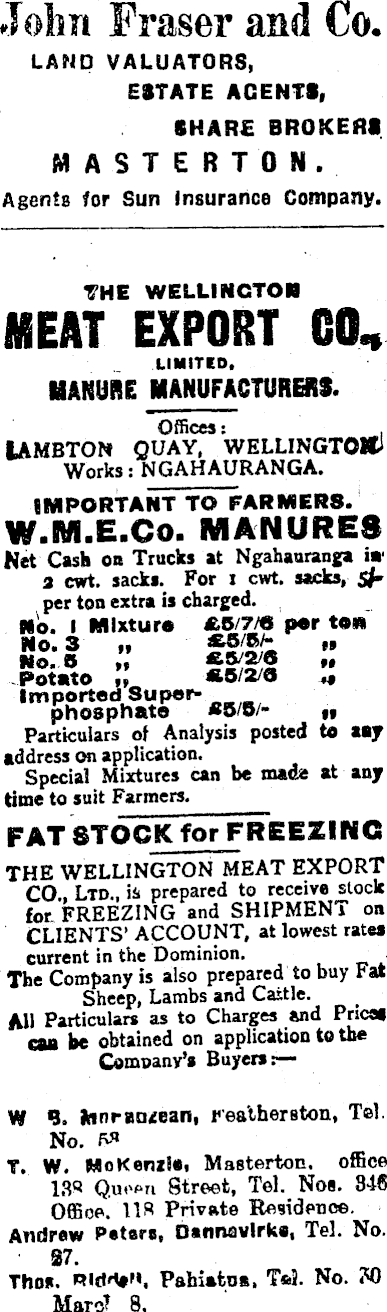 John Fraser and Co.
LAND VALUATORS,
ESTATE AGENTS,
SHARE BROKERS
MASTERTON.
Agents for Sun Insurance Company.
THE WELLINGTON
MEAT EXPORT CO.,
LIMITED,
MANURE MANUFACTURERS.
Offices:
LAMBTON QUAY, WELLINGTON
Works: NGAHAURANGA.
IMPORTANT TO FARMERS.
W.M.E.Co. MANURES
Net Cash on Trucks at Ngahauranga in
2 cwt. sacks. For 1 cwt. sacks, 5/-
per ton extra is charged.
No. 1 Mixture £5/7/6 per ton
No. 3 ,, £5/5/- ,,
No. 5 ,, £5/2/6 ,,
Potato ,, £5/2/6 ,,
Imported Super-
phosphate £5/5/- ,,
Particulars of Analysis posted to any
address on application.
Special Mixtures can be made at any
time to suit Farmers.
FAT STOCK for FREEZING
THE WELLINGTON MEAT EXPORT
CO., LTD., is prepared to receive stock
for FREEZING and SHIPMENT on
CLIENTS' ACCOUNT, at lowest rates
current in the Dominion.
The Company is also prepared to buy Fat
Sheep, Lambs and Cattle.
All Particulars as to Charges and Prices
can be obtained on application to the
Company's Buyers:—
W B. Featherston, Tel.
No.
T. W. McKenzie, Masterton, office
138 Queen Street, Tel. Nos. 346
Office, 118 Private Residence.
Andrew Peters, Dannevirke, Tel. No.
27.
Thos. Riddell, Pahiatua, Tel. No. 30
March 8.